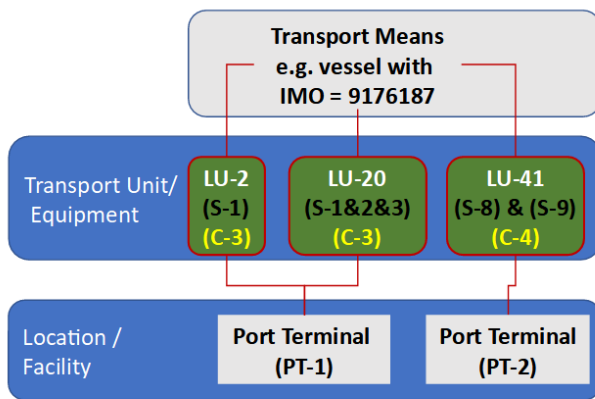 Transport Means
e.g. vessel with
IMO = 9176187
Transport Unit/
Equipment
LU-2
(S-1)
(C-3)
LU-20
(S-1&2&3)
(C-3)
LU-41
(S-8) & (S-9)
(C-4)
Location /
Facility
Port Terminal
(PT-1)
Port Terminal
(PT-2)